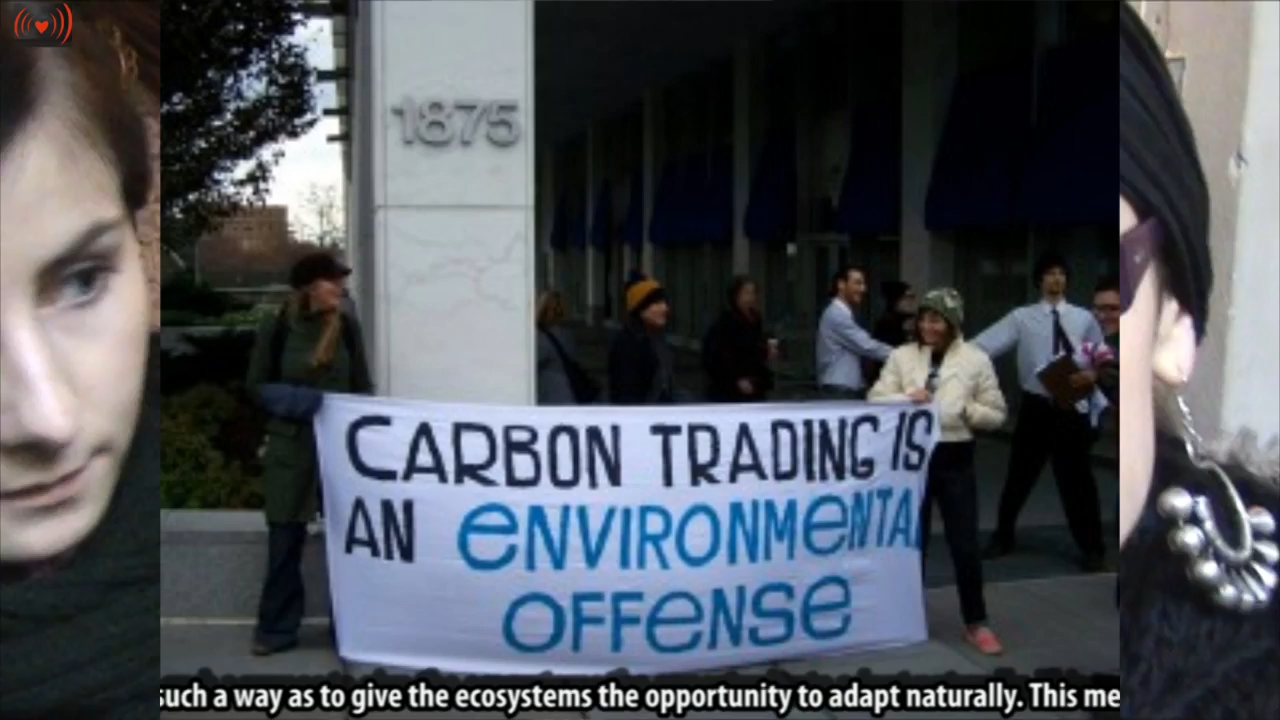 1875
CARBON TRADING IS
AN eNVIRONMeNTAL
OFFeNSe
such a way as to give the ecosystems the opportunity to adapt naturally. This me